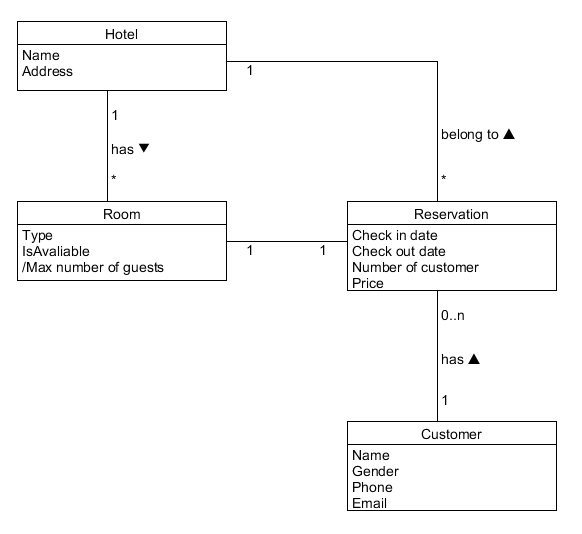 Hotel
Name
Address
1
1
has ▼
belong to ▲
*
*
Room
Reservation
Type
IsAvaliable
/Max number of guests
1
1
Check in date
Check out date
Number of customer
Price
0..n
has ▲
1
Customer
Name
Gender
Phone
Email